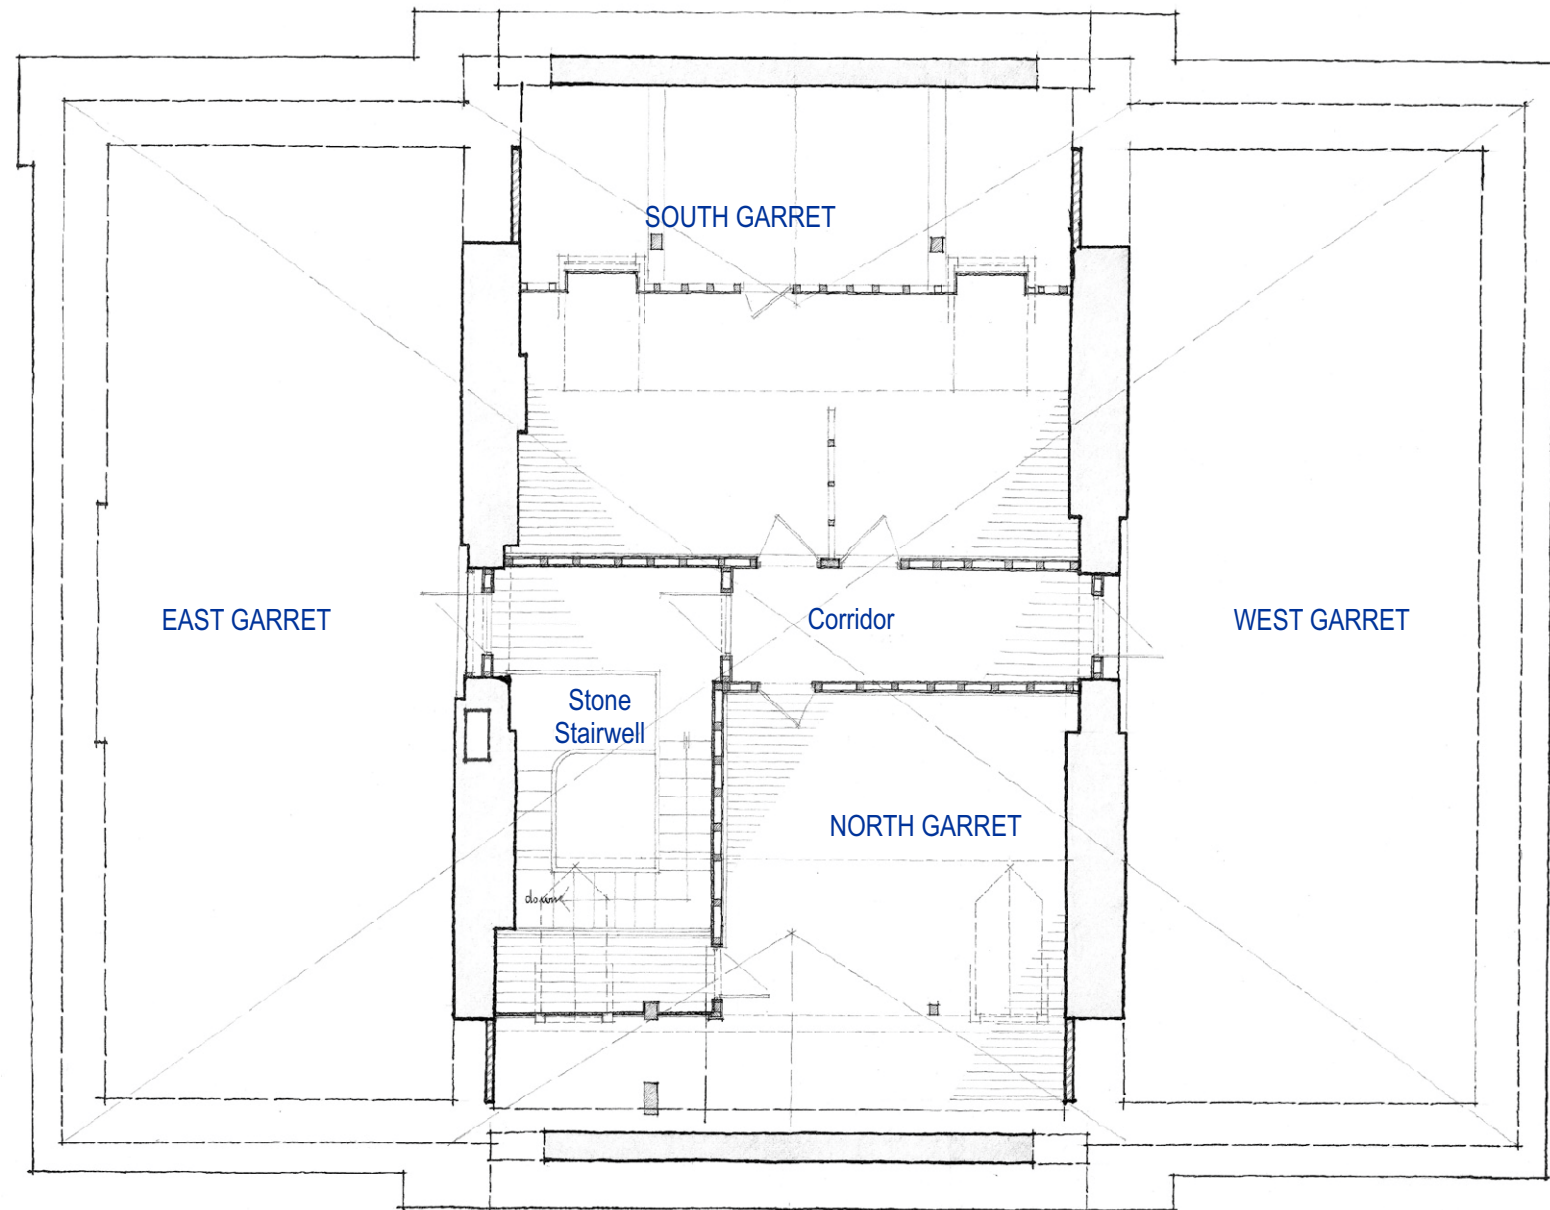 SOUTH GARRET
EAST GARRET
Corridor
WEST GARRET
Stone
Stairwell
NORTH GARRET
down